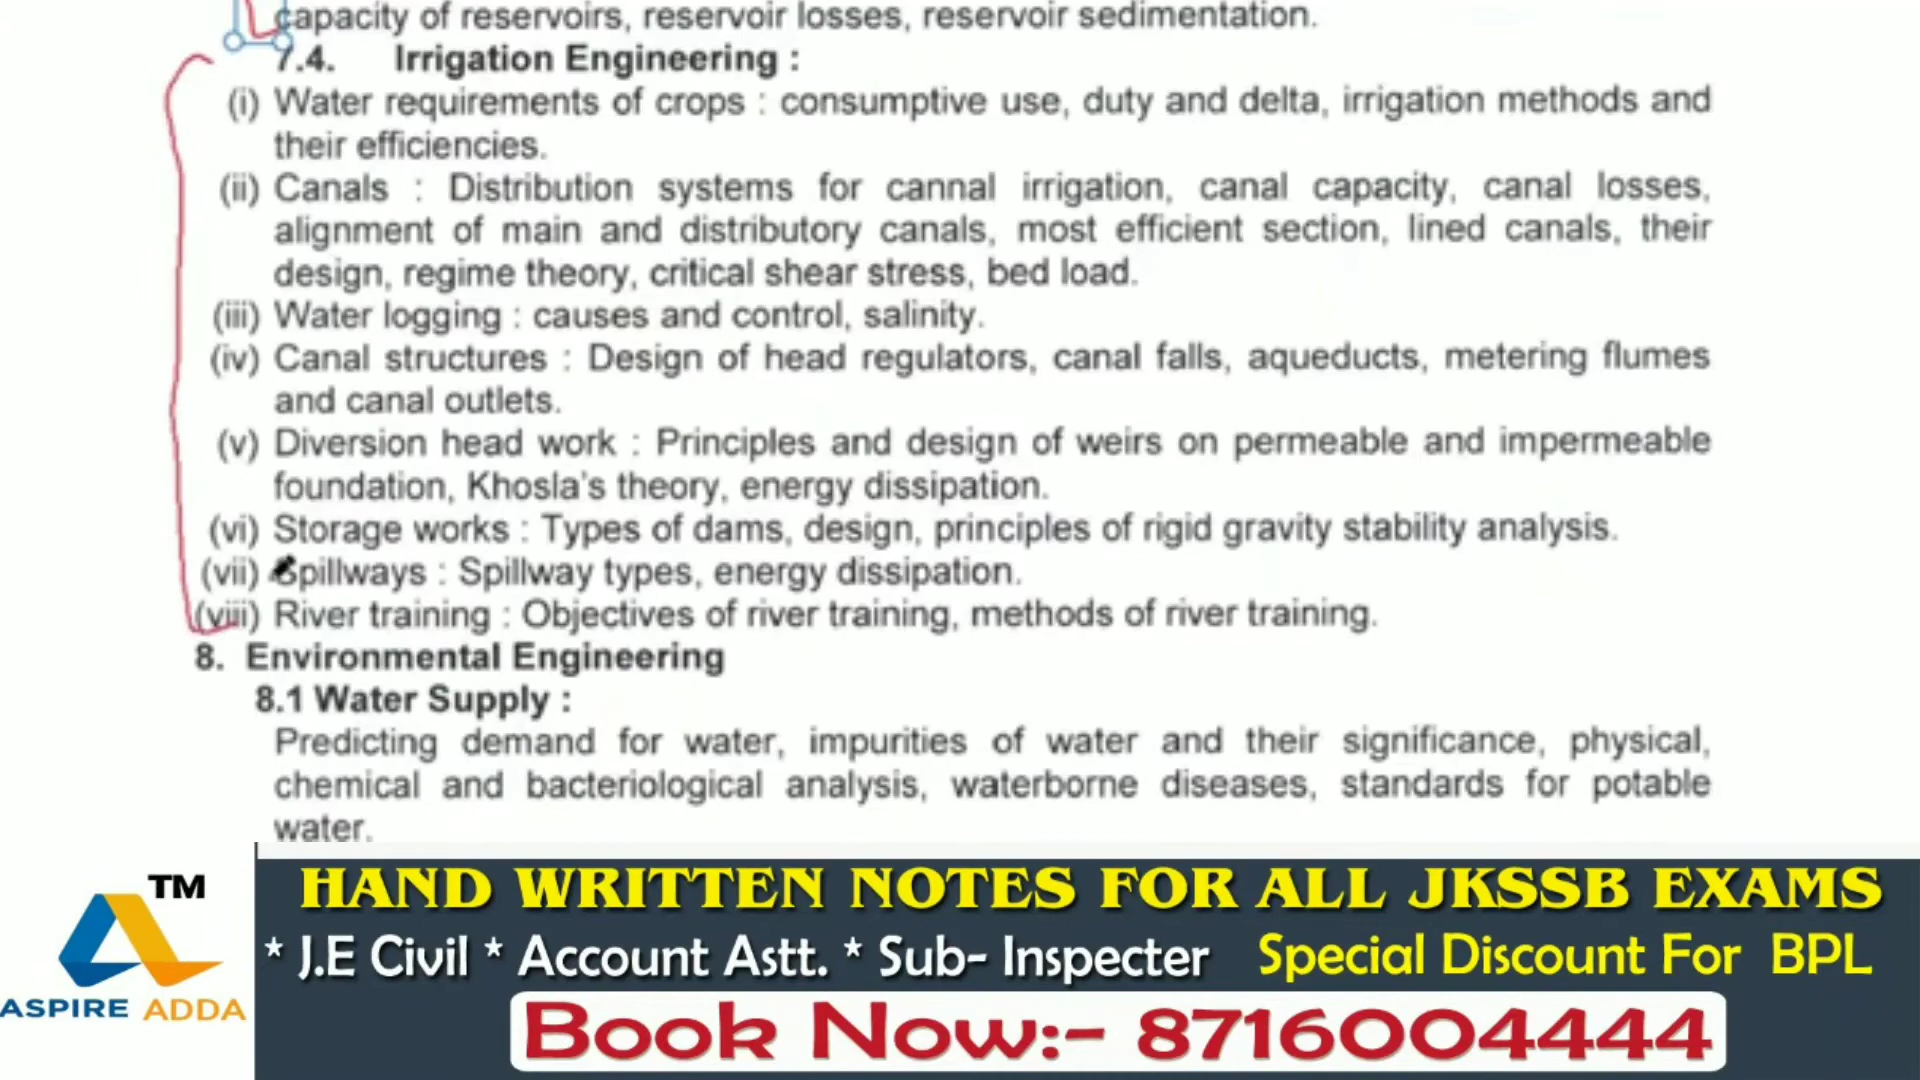 capacity of reservoirs, reservoir losses, reservoir sedimentation.
7.4. Irrigation Engineering :
(i) Water requirements of crops : consumptive use, duty and delta, irrigation methods and
their efficiencies.
(ii) Canals : Distribution systems for cannal irrigation, canal capacity, canal losses,
alignment of main and distributory canals, most efficient section, lined canals, their
design, regime theory, critical shear stress, bed load.
(iii) Water logging : causes and control, salinity.
(iv) Canal structures : Design of head regulators, canal falls, aqueducts, metering flumes
and canal outlets.
(v) Diversion head work : Principles and design of weirs on permeable and impermeable
foundation, Khosla's theory, energy dissipation.
(vi) Storage works : Types of dams, design, principles of rigid gravity stability analysis.
(vii) Spillways : Spillway types, energy dissipation.
(viii) River training : Objectives of river training, methods of river training.
8. Environmental Engineering
8.1 Water Supply :
Predicting demand for water, impurities of water and their significance, physical,
chemical and bacteriological analysis, waterborne diseases, standards for potable
water.
TM
ASPIRE ADDA
HAND WRITTEN NOTES FOR ALL JKSSB EXAMS
* J.E Civil * Account Astt. * Sub- Inspecter Special Discount For BPL
Book Now:- 8716004444